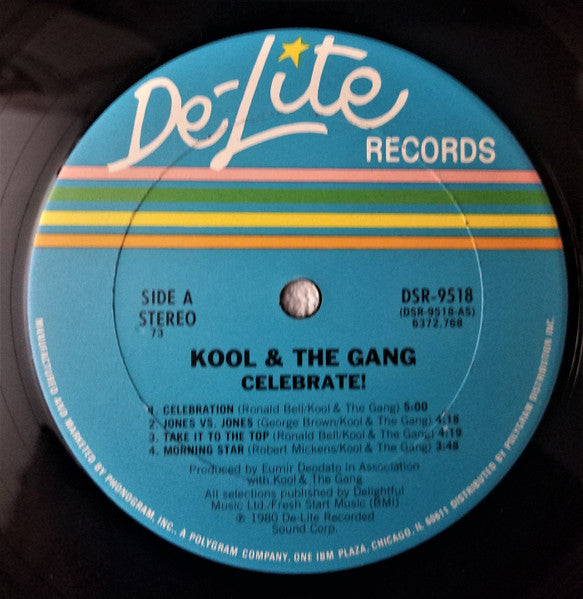 De-Lite
RECORDS
SIDE A
STEREO
73
DSR-9518
(DSR-9518-AS)
6372.768
KOOL & THE GANG
CELEBRATE!
1. CELEBRATION (Ronald Bell/Kool & The Gang) 5:00
2. JONES VS. JONES (George Brown/Kool & The Gang) 4:18
3. TAKE IT TO THE TOP (Ronald Bell/Kool & The Gang) 4:19
4. MORNING STAR (Robert Mickens/Kool & The Gang) 3:48
Produced by Eumir Deodato in Association
with Kool & The Gang
All selections published by Delightful
Music Ltd./Fresh Start Music (BMI)
℗ 1980 De-Lite Recorded
Sound Corp.
MANUFACTURED AND MARKETED BY PHONOGRAM, INC., A POLYGRAM COMPANY, ONE IBM PLAZA, CHICAGO, IL 60611 DISTRIBUTED BY POLYGRAM DISTRIBUTION INC.